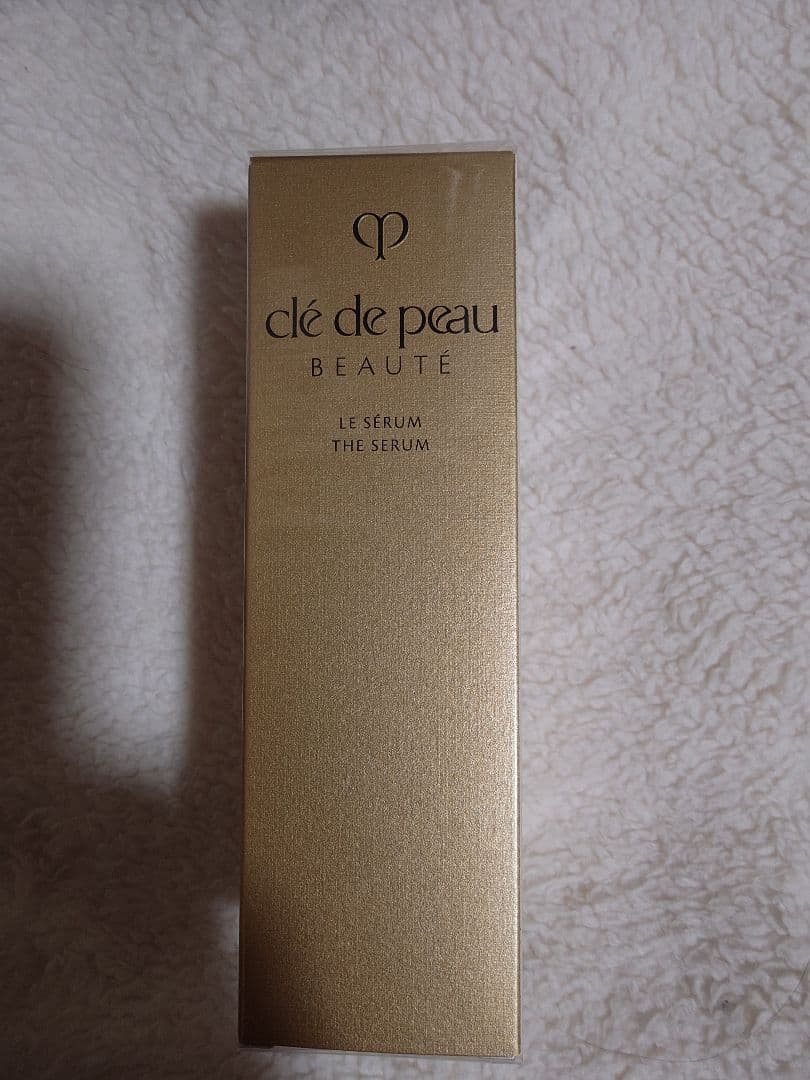 clé de peau
BEAUTÉ
LE SÉRUM
THE SERUM